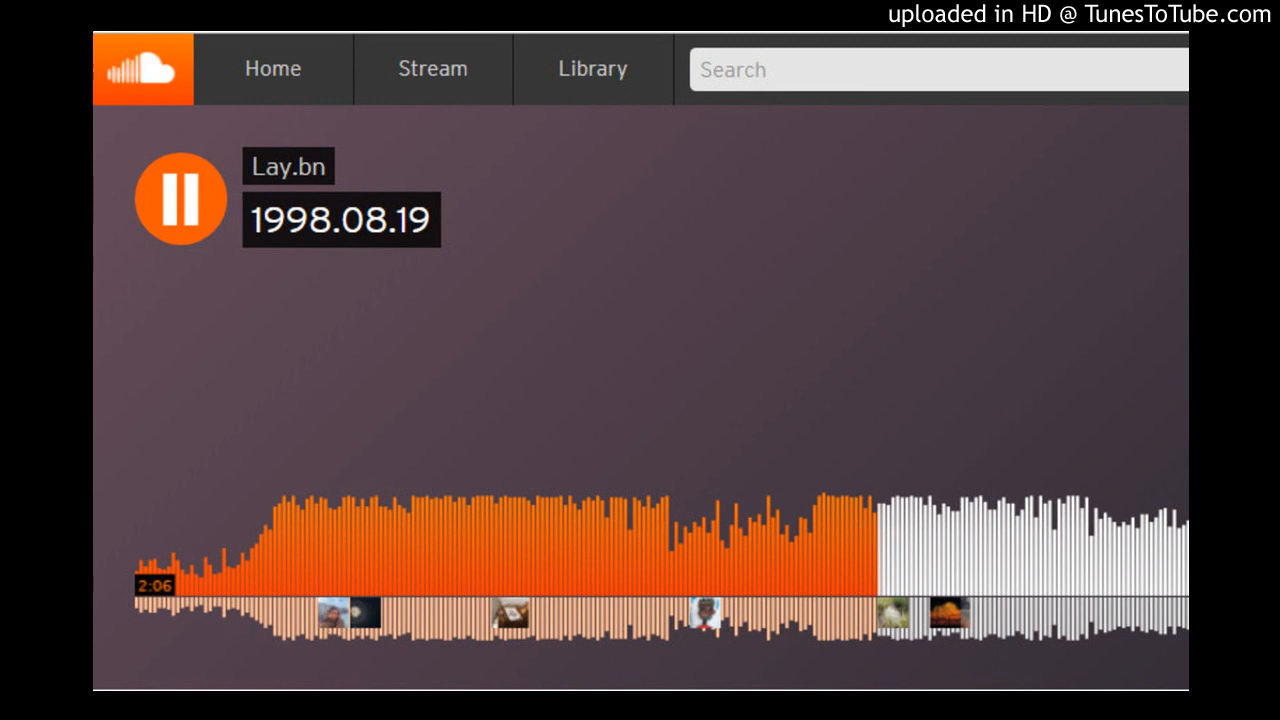 uploaded in HD @ TunesToTube.com
Home Stream Library Search
Lay.bn
1998.08.19
2:06